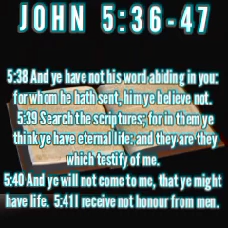 JOHN 5:36-47
5:38 And ye have not his word abiding in you:
for whom he hath sent, him ye believe not.
5:39 Search the scriptures; for in them ye
think ye have eternal life: and they are they
which testify of me.
5:40 And ye will not come to me, that ye might
have life. 5:41 I receive not honour from men.